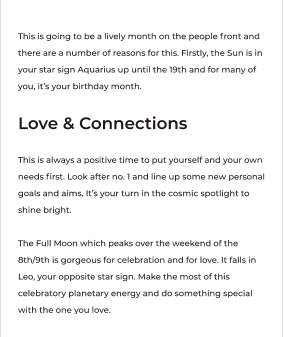 This is going to be a lively month on the people front and
there are a number of reasons for this. Firstly, the Sun is in
your star sign Aquarius up until the 19th and for many of
you, it's your birthday month.
Love & Connections
This is always a positive time to put yourself and your own
needs first. Look after no. 1 and line up some new personal
goals and aims. It's your turn in the cosmic spotlight to
shine bright.
The Full Moon which peaks over the weekend of the
8th/9th is gorgeous for celebration and for love. It falls in
Leo, your opposite star sign. Make the most of this
celebratory planetary energy and do something special
with the one you love.